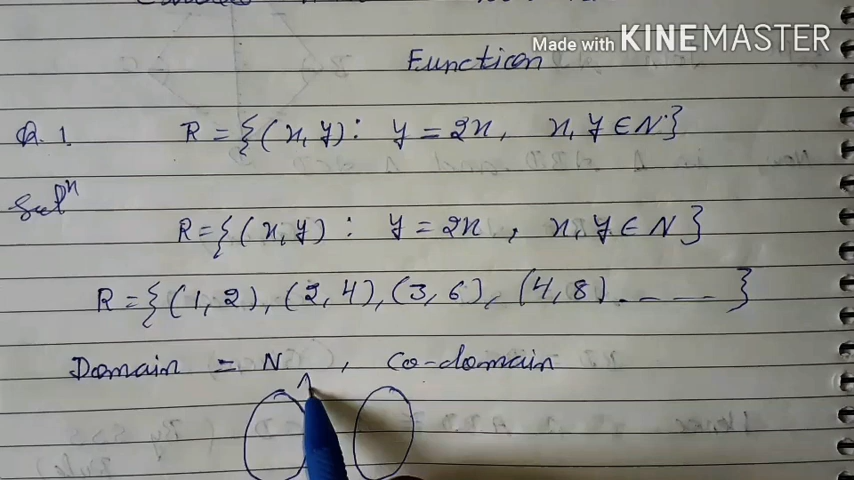 Made with KINEMASTER
Function
Q.1. R = {(x, y) : y = 2x, x, y ∈ N}
Solⁿ
R = {(x, y) : y = 2x , x, y ∈ N}
R = {(1, 2), (2, 4), (3, 6), (4, 8) ------}
Domain = N , Co-domain